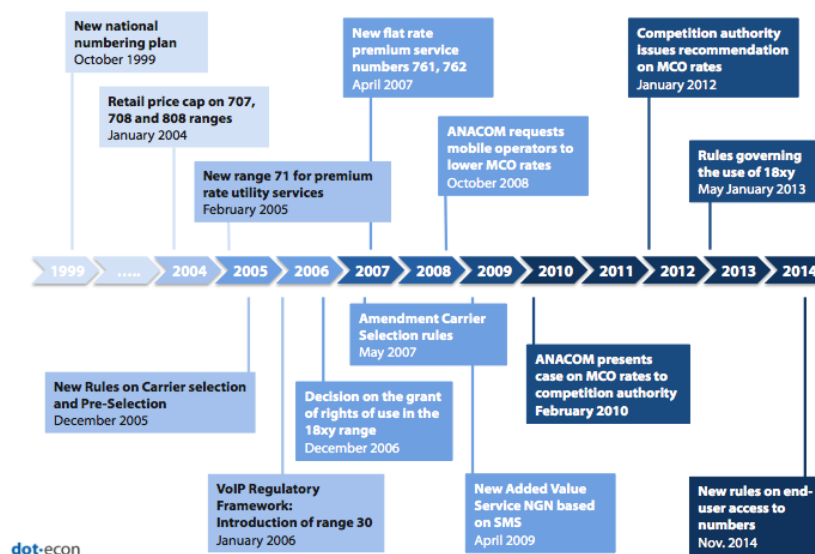 New national
numbering plan
October 1999
Retail price cap on 707,
708 and 808 ranges
January 2004
New range 71 for premium
rate utility services
February 2005
New flat rate
premium service
numbers 761, 762
April 2007
ANACOM requests
mobile operators to
lower MCO rates
October 2008
Competition authority
issues recommendation
on MCO rates
January 2012
Rules governing
the use of 18xy
May January 2013
1999
.....
2004
2005
2006
2007
2008
2009
2010
2011
2012
2013
2014
New Rules on Carrier selection
and Pre-Selection
December 2005
VoIP Regulatory
Framework:
Introduction of range 30
January 2006
Decision on the grant
of rights of use in the
18xy range
December 2006
Amendment Carrier
Selection rules
May 2007
New Added Value
Service NGN based
on SMS
April 2009
ANACOM presents
case on MCO rates to
competition authority
February 2010
New rules on end-
user access to
numbers
Nov. 2014
dot·econ